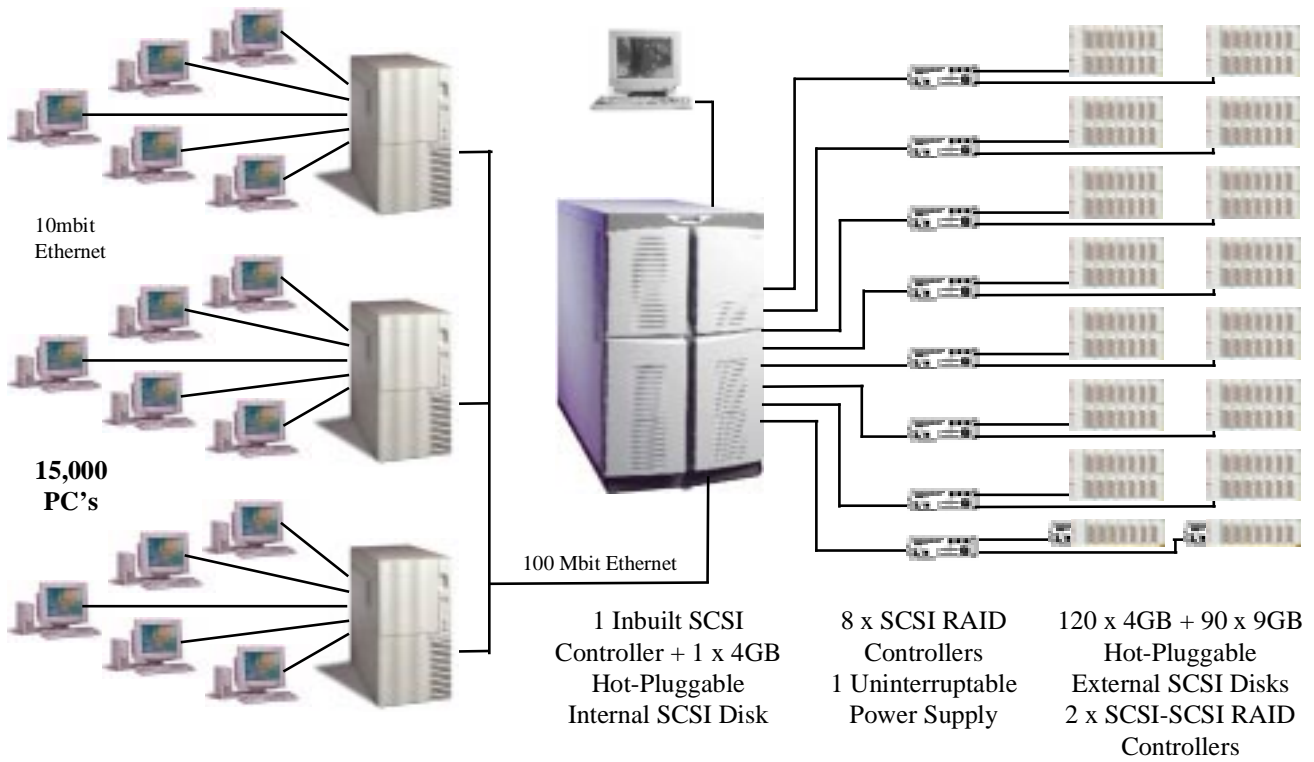 10mbit
Ethernet
15,000
PC's
100 Mbit Ethernet
1 Inbuilt SCSI
Controller + 1 x 4GB
Hot-Pluggable
Internal SCSI Disk
8 x SCSI RAID
Controllers
1 Uninterruptable
Power Supply
120 x 4GB + 90 x 9GB
Hot-Pluggable
External SCSI Disks
2 x SCSI-SCSI RAID
Controllers